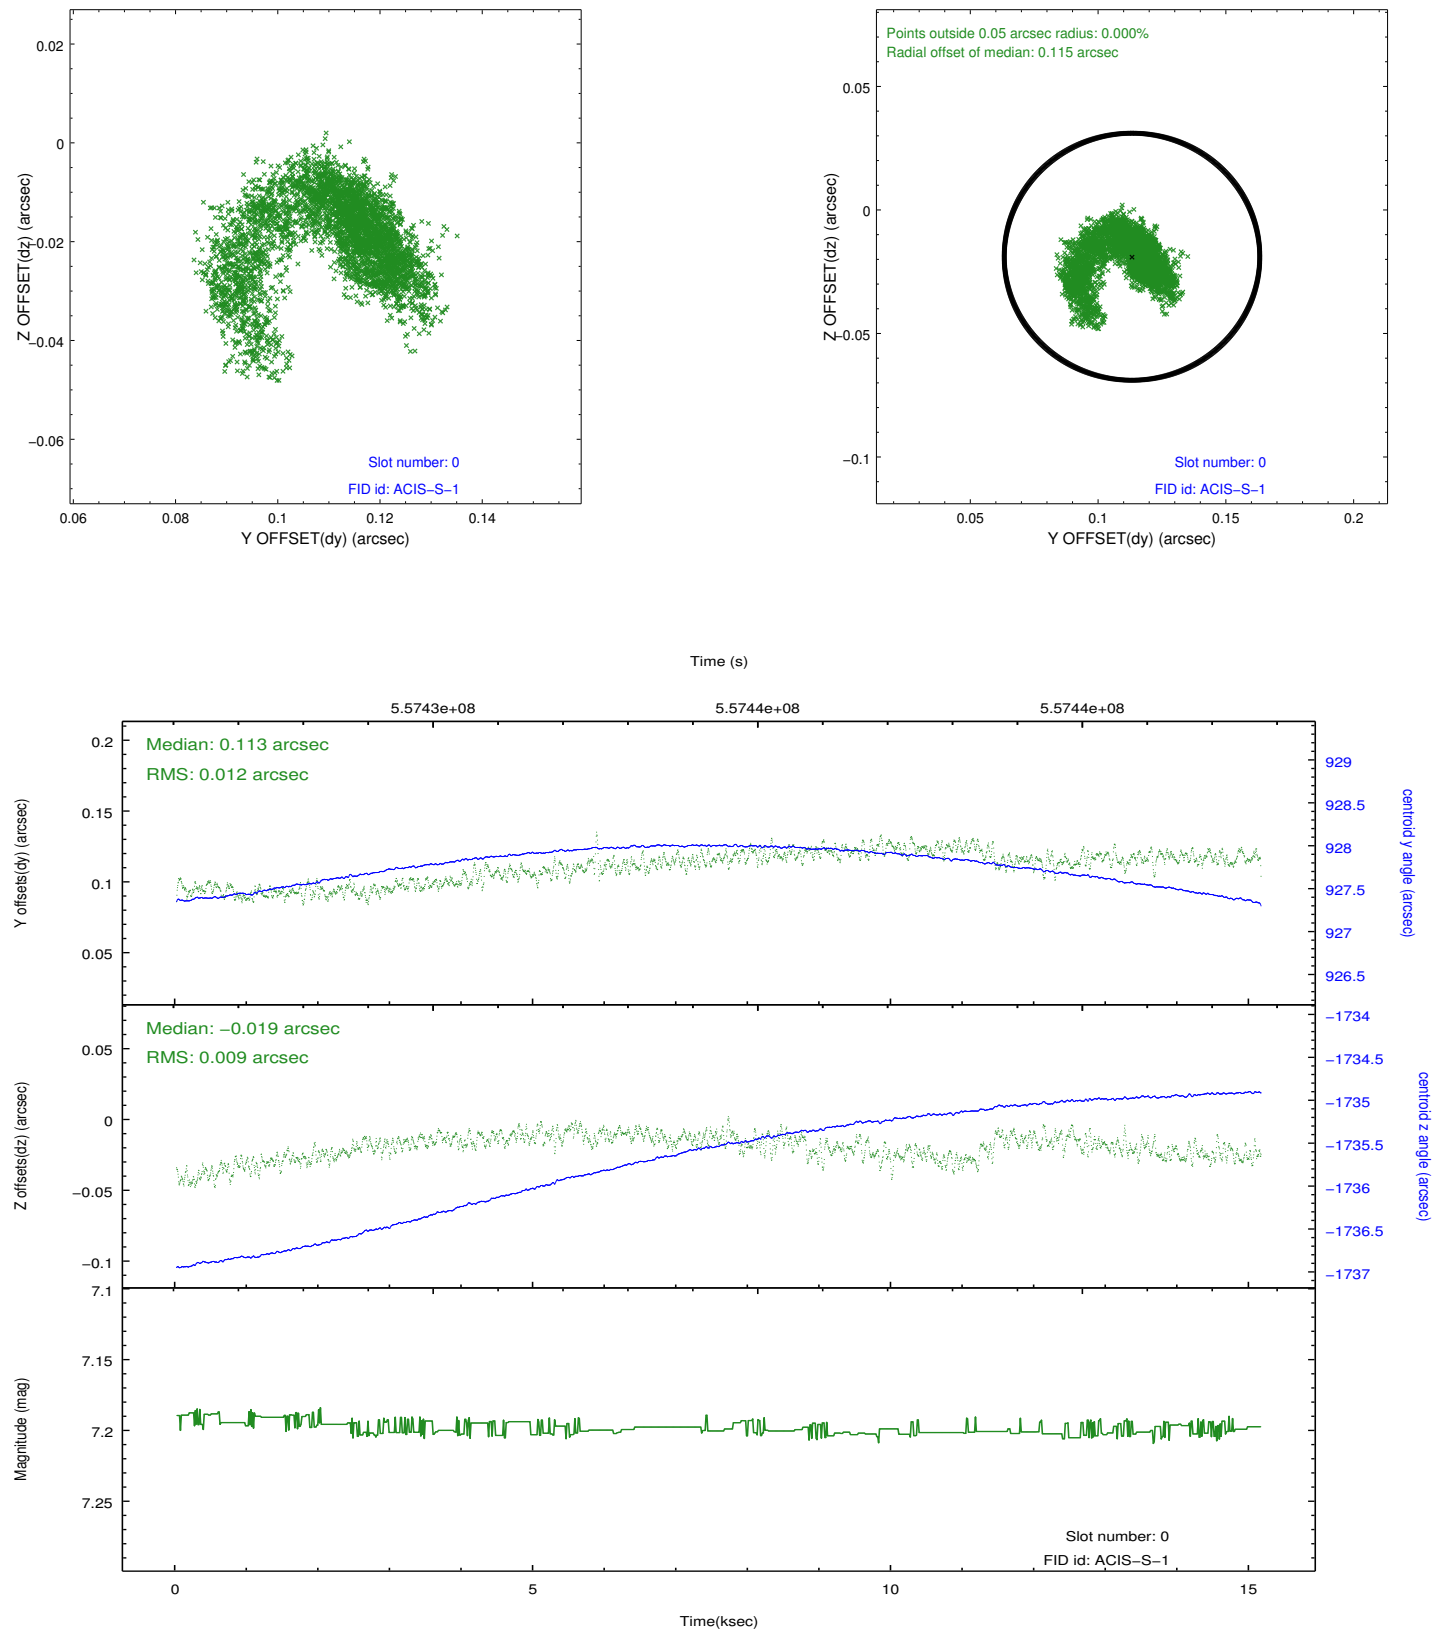 0.02
0
−0.02
−0.04
−0.06
Z OFFSET(dz) (arcsec)
Slot number: 0
FID id: ACIS−S−1
0.06 0.08 0.1 0.12 0.14
Y OFFSET(dy) (arcsec)
Points outside 0.05 arcsec radius: 0.000%
Radial offset of median: 0.115 arcsec
0.05
0
−0.05
−0.1
Z OFFSET(dz) (arcsec)
Slot number: 0
FID id: ACIS−S−1
0.05 0.1 0.15 0.2
Y OFFSET(dy) (arcsec)
Time (s)
5.5743e+08 5.5744e+08 5.5744e+08
Median: 0.113 arcsec
RMS: 0.012 arcsec
0.2
0.15
0.1
0.05
Y offsets(dy) (arcsec)
929
928.5
928
927.5
927
926.5
centroid y angle (arcsec)
Median: −0.019 arcsec
RMS: 0.009 arcsec
0.05
0
−0.05
−0.1
Z offsets(dz) (arcsec)
−1734
−1734.5
−1735
−1735.5
−1736
−1736.5
−1737
centroid z angle (arcsec)
7.1
7.15
7.2
7.25
Magnitude (mag)
Slot number: 0
FID id: ACIS−S−1
0 5 10 15
Time(ksec)